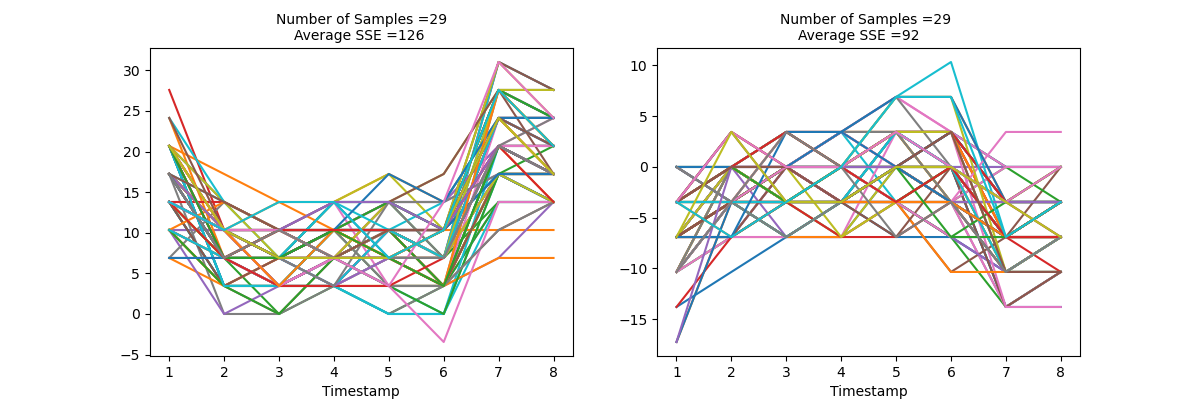 Number of Samples =29
Average SSE =126
30
25
20
15
10
5
0
−5
1 2 3 4 5 6 7 8
Timestamp
Number of Samples =29
Average SSE =92
10
5
0
−5
−10
−15
1 2 3 4 5 6 7 8
Timestamp